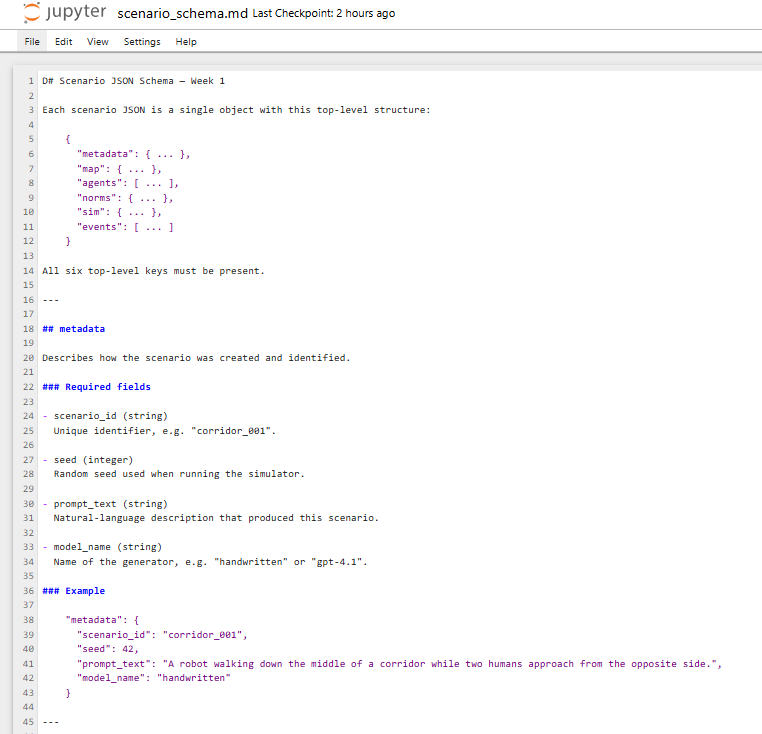 jupyter scenario_schema.md Last Checkpoint: 2 hours ago
File Edit View Settings Help
1 D# Scenario JSON Schema – Week 1
2
3 Each scenario JSON is a single object with this top-level structure:
4
5     {
6       "metadata": { ... },
7       "map": { ... },
8       "agents": [ ... ],
9       "norms": { ... },
10       "sim": { ... },
11       "events": [ ... ]
12     }
13
14 All six top-level keys must be present.
15
16 ---
17
18 ## metadata
19
20 Describes how the scenario was created and identified.
21
22 ### Required fields
23
24 - scenario_id (string)
25   Unique identifier, e.g. "corridor_001".
26
27 - seed (integer)
28   Random seed used when running the simulator.
29
30 - prompt_text (string)
31   Natural-language description that produced this scenario.
32
33 - model_name (string)
34   Name of the generator, e.g. "handwritten" or "gpt-4.1".
35
36 ### Example
37
38     "metadata": {
39       "scenario_id": "corridor_001",
40       "seed": 42,
41       "prompt_text": "A robot walking down the middle of a corridor while two humans approach from the opposite side.",
42       "model_name": "handwritten"
43     }
44
45 ---